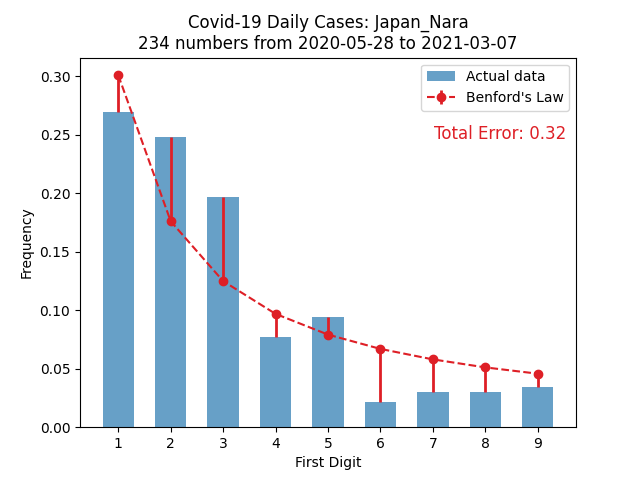 Covid-19 Daily Cases: Japan_Nara
234 numbers from 2020-05-28 to 2021-03-07
Actual data
Benford's Law
Total Error: 0.32
Frequency
0.30
0.25
0.20
0.15
0.10
0.05
0.00
1 2 3 4 5 6 7 8 9
First Digit